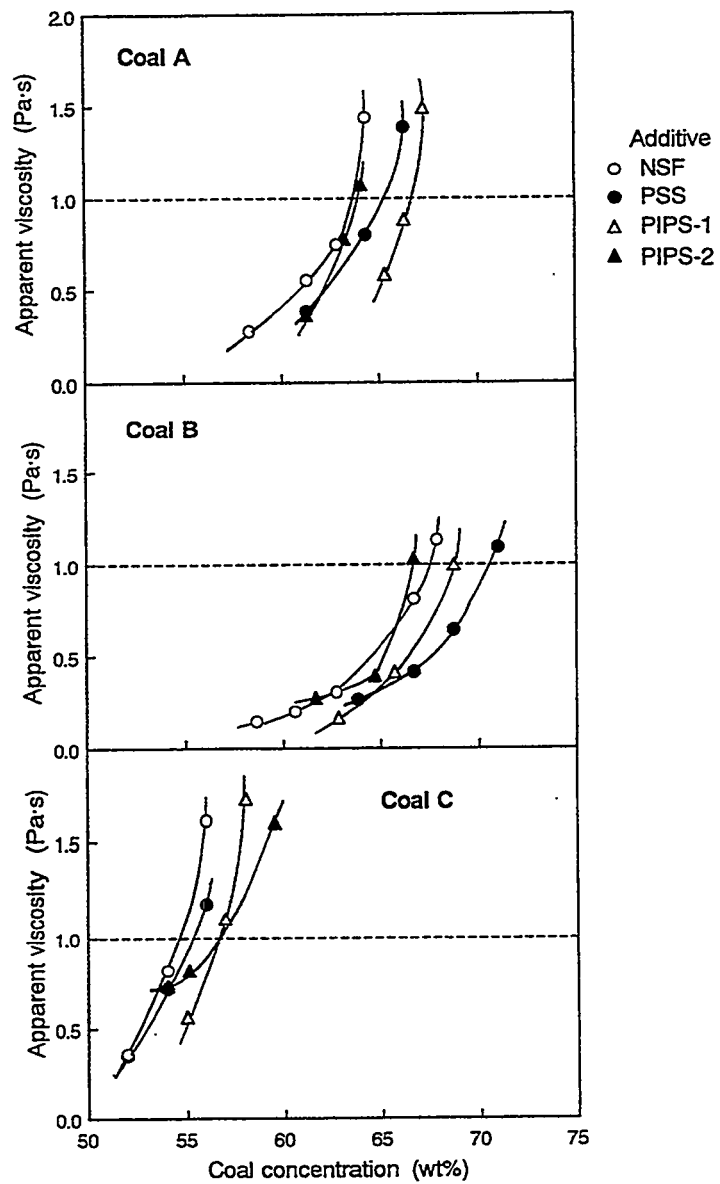 2.0
Coal A
1.5
1.0
0.5
0.0
Apparent viscosity (Pa·s)
Additive
NSF
PSS
PIPS-1
PIPS-2
Coal B
1.5
1.0
0.5
0.0
Apparent viscosity (Pa·s)
Coal C
1.5
1.0
0.5
0.0
Apparent viscosity (Pa·s)
50 55 60 65 70 75
Coal concentration (wt%)